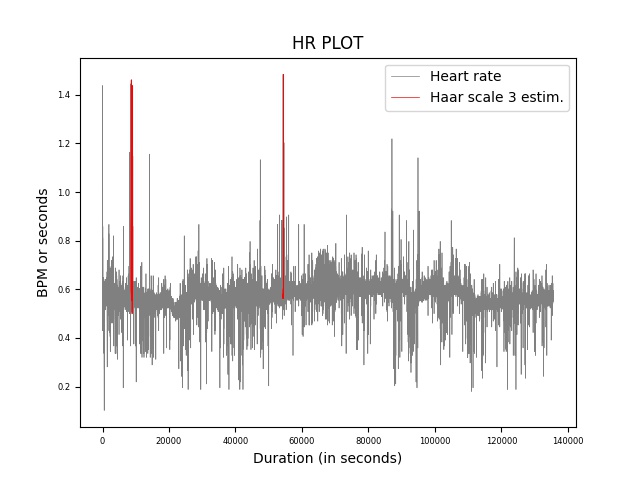 HR PLOT
Heart rate
Haar scale 3 estim.
BPM or seconds
1.4
1.2
1.0
0.8
0.6
0.4
0.2
0 20000 40000 60000 80000 100000 120000 140000
Duration (in seconds)